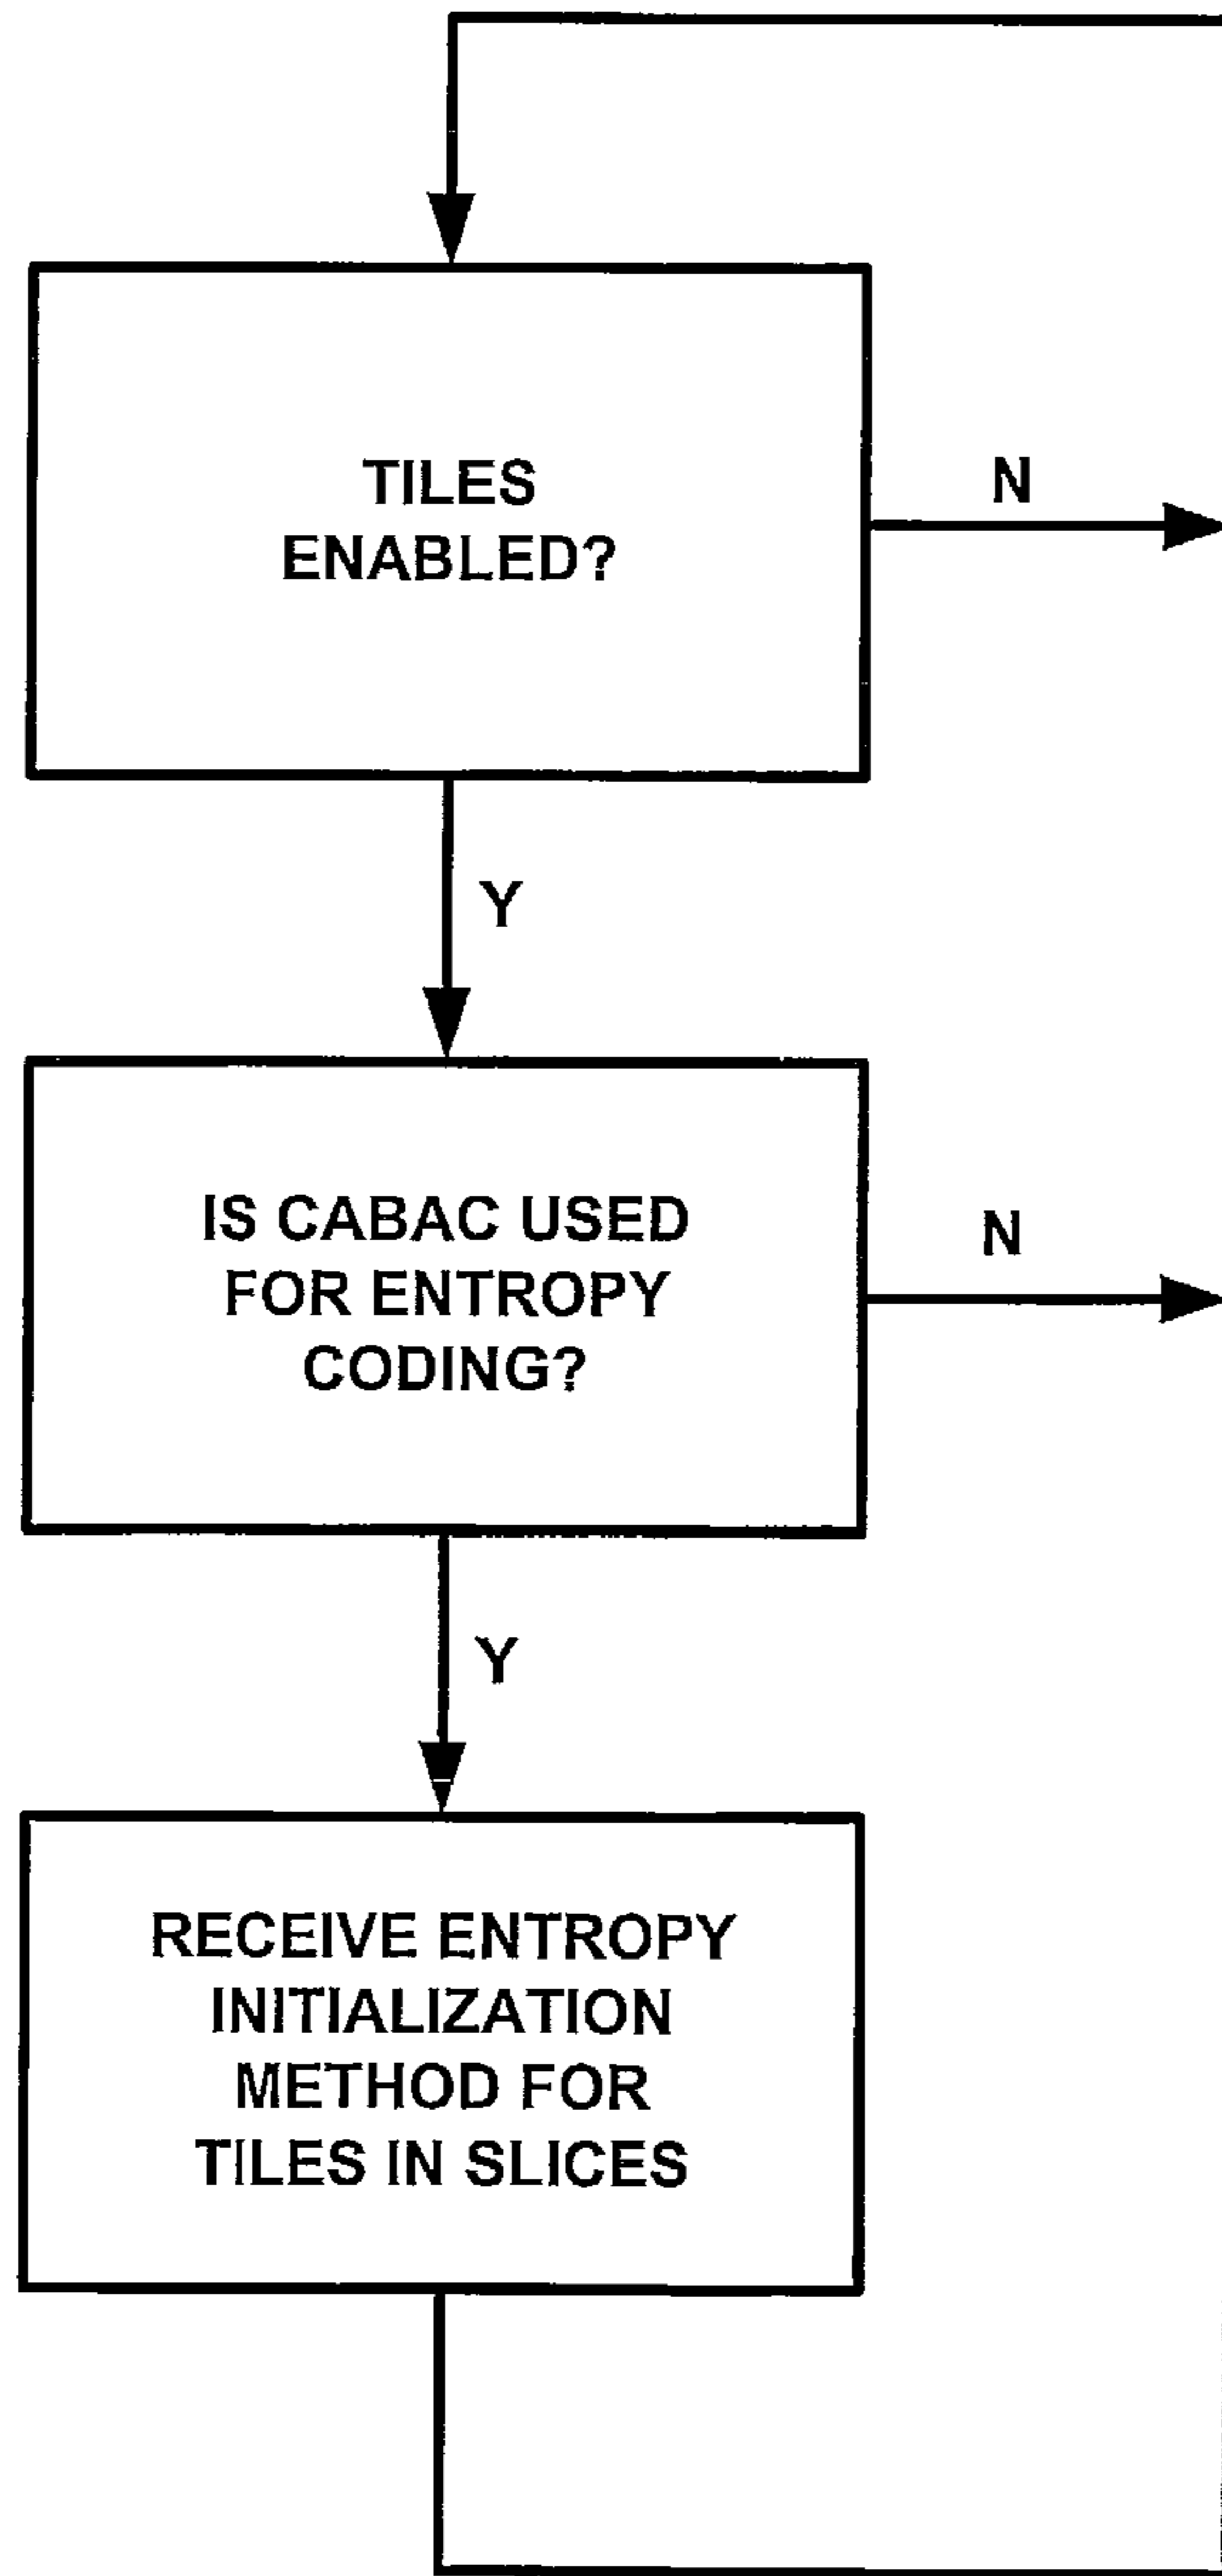 TILES
ENABLED?
N
Y
IS CABAC USED
FOR ENTROPY
CODING?
N
Y
RECEIVE ENTROPY
INITIALIZATION
METHOD FOR
TILES IN SLICES